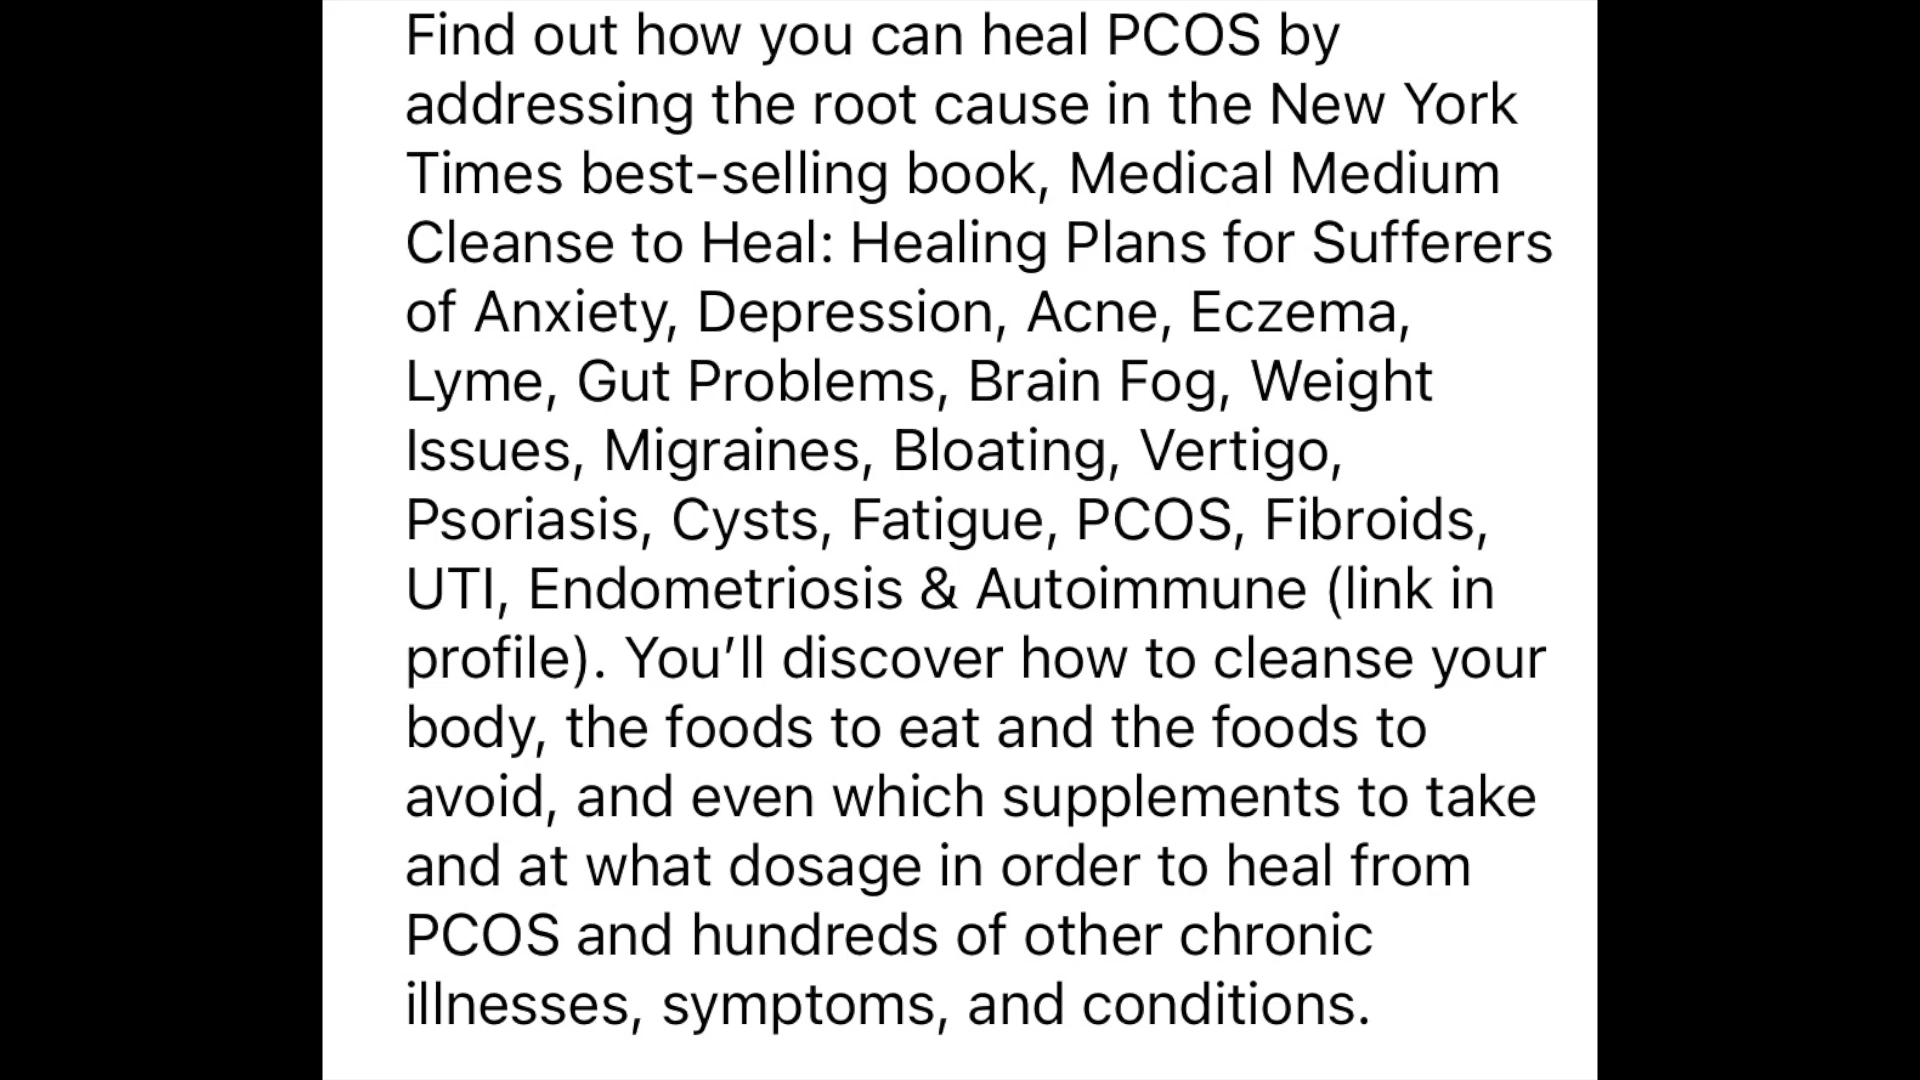 Find out how you can heal PCOS by
addressing the root cause in the New York
Times best-selling book, Medical Medium
Cleanse to Heal: Healing Plans for Sufferers
of Anxiety, Depression, Acne, Eczema,
Lyme, Gut Problems, Brain Fog, Weight
Issues, Migraines, Bloating, Vertigo,
Psoriasis, Cysts, Fatigue, PCOS, Fibroids,
UTI, Endometriosis & Autoimmune (link in
profile). You’ll discover how to cleanse your
body, the foods to eat and the foods to
avoid, and even which supplements to take
and at what dosage in order to heal from
PCOS and hundreds of other chronic
illnesses, symptoms, and conditions.